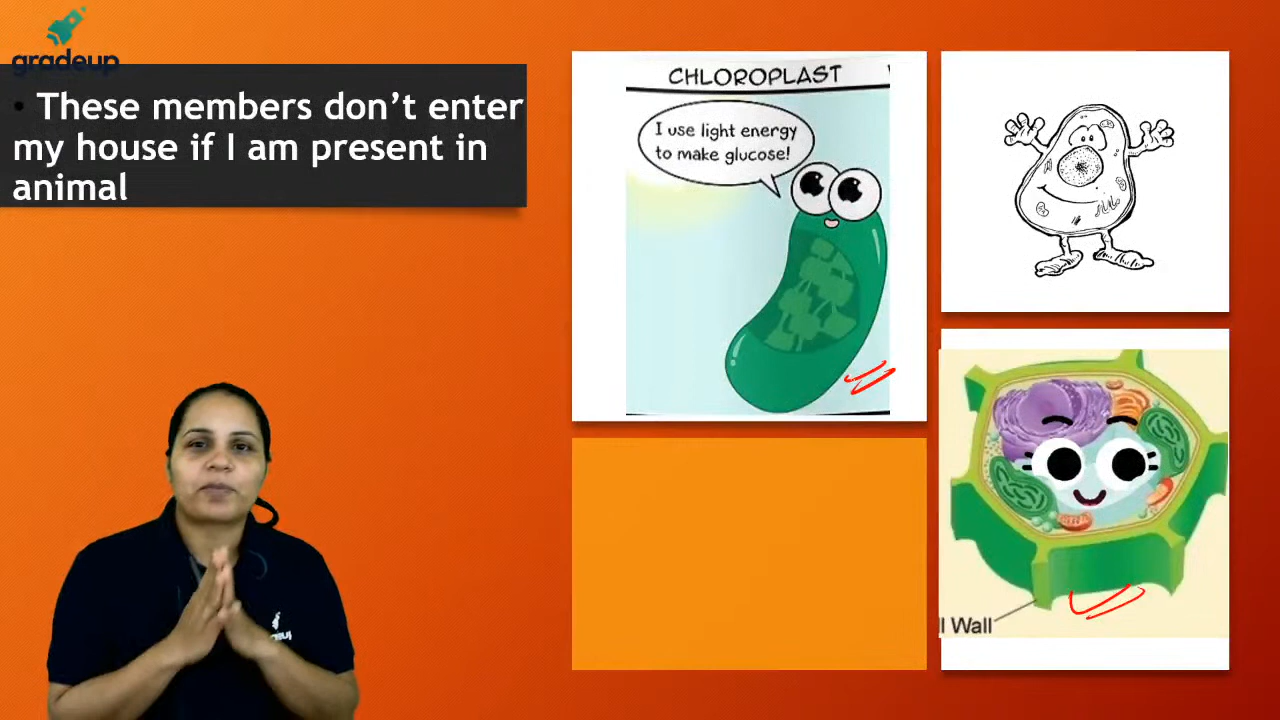 gradeup
• These members don’t enter
my house if I am present in
animal
CHLOROPLAST
I use light energy
to make glucose!
l Wall